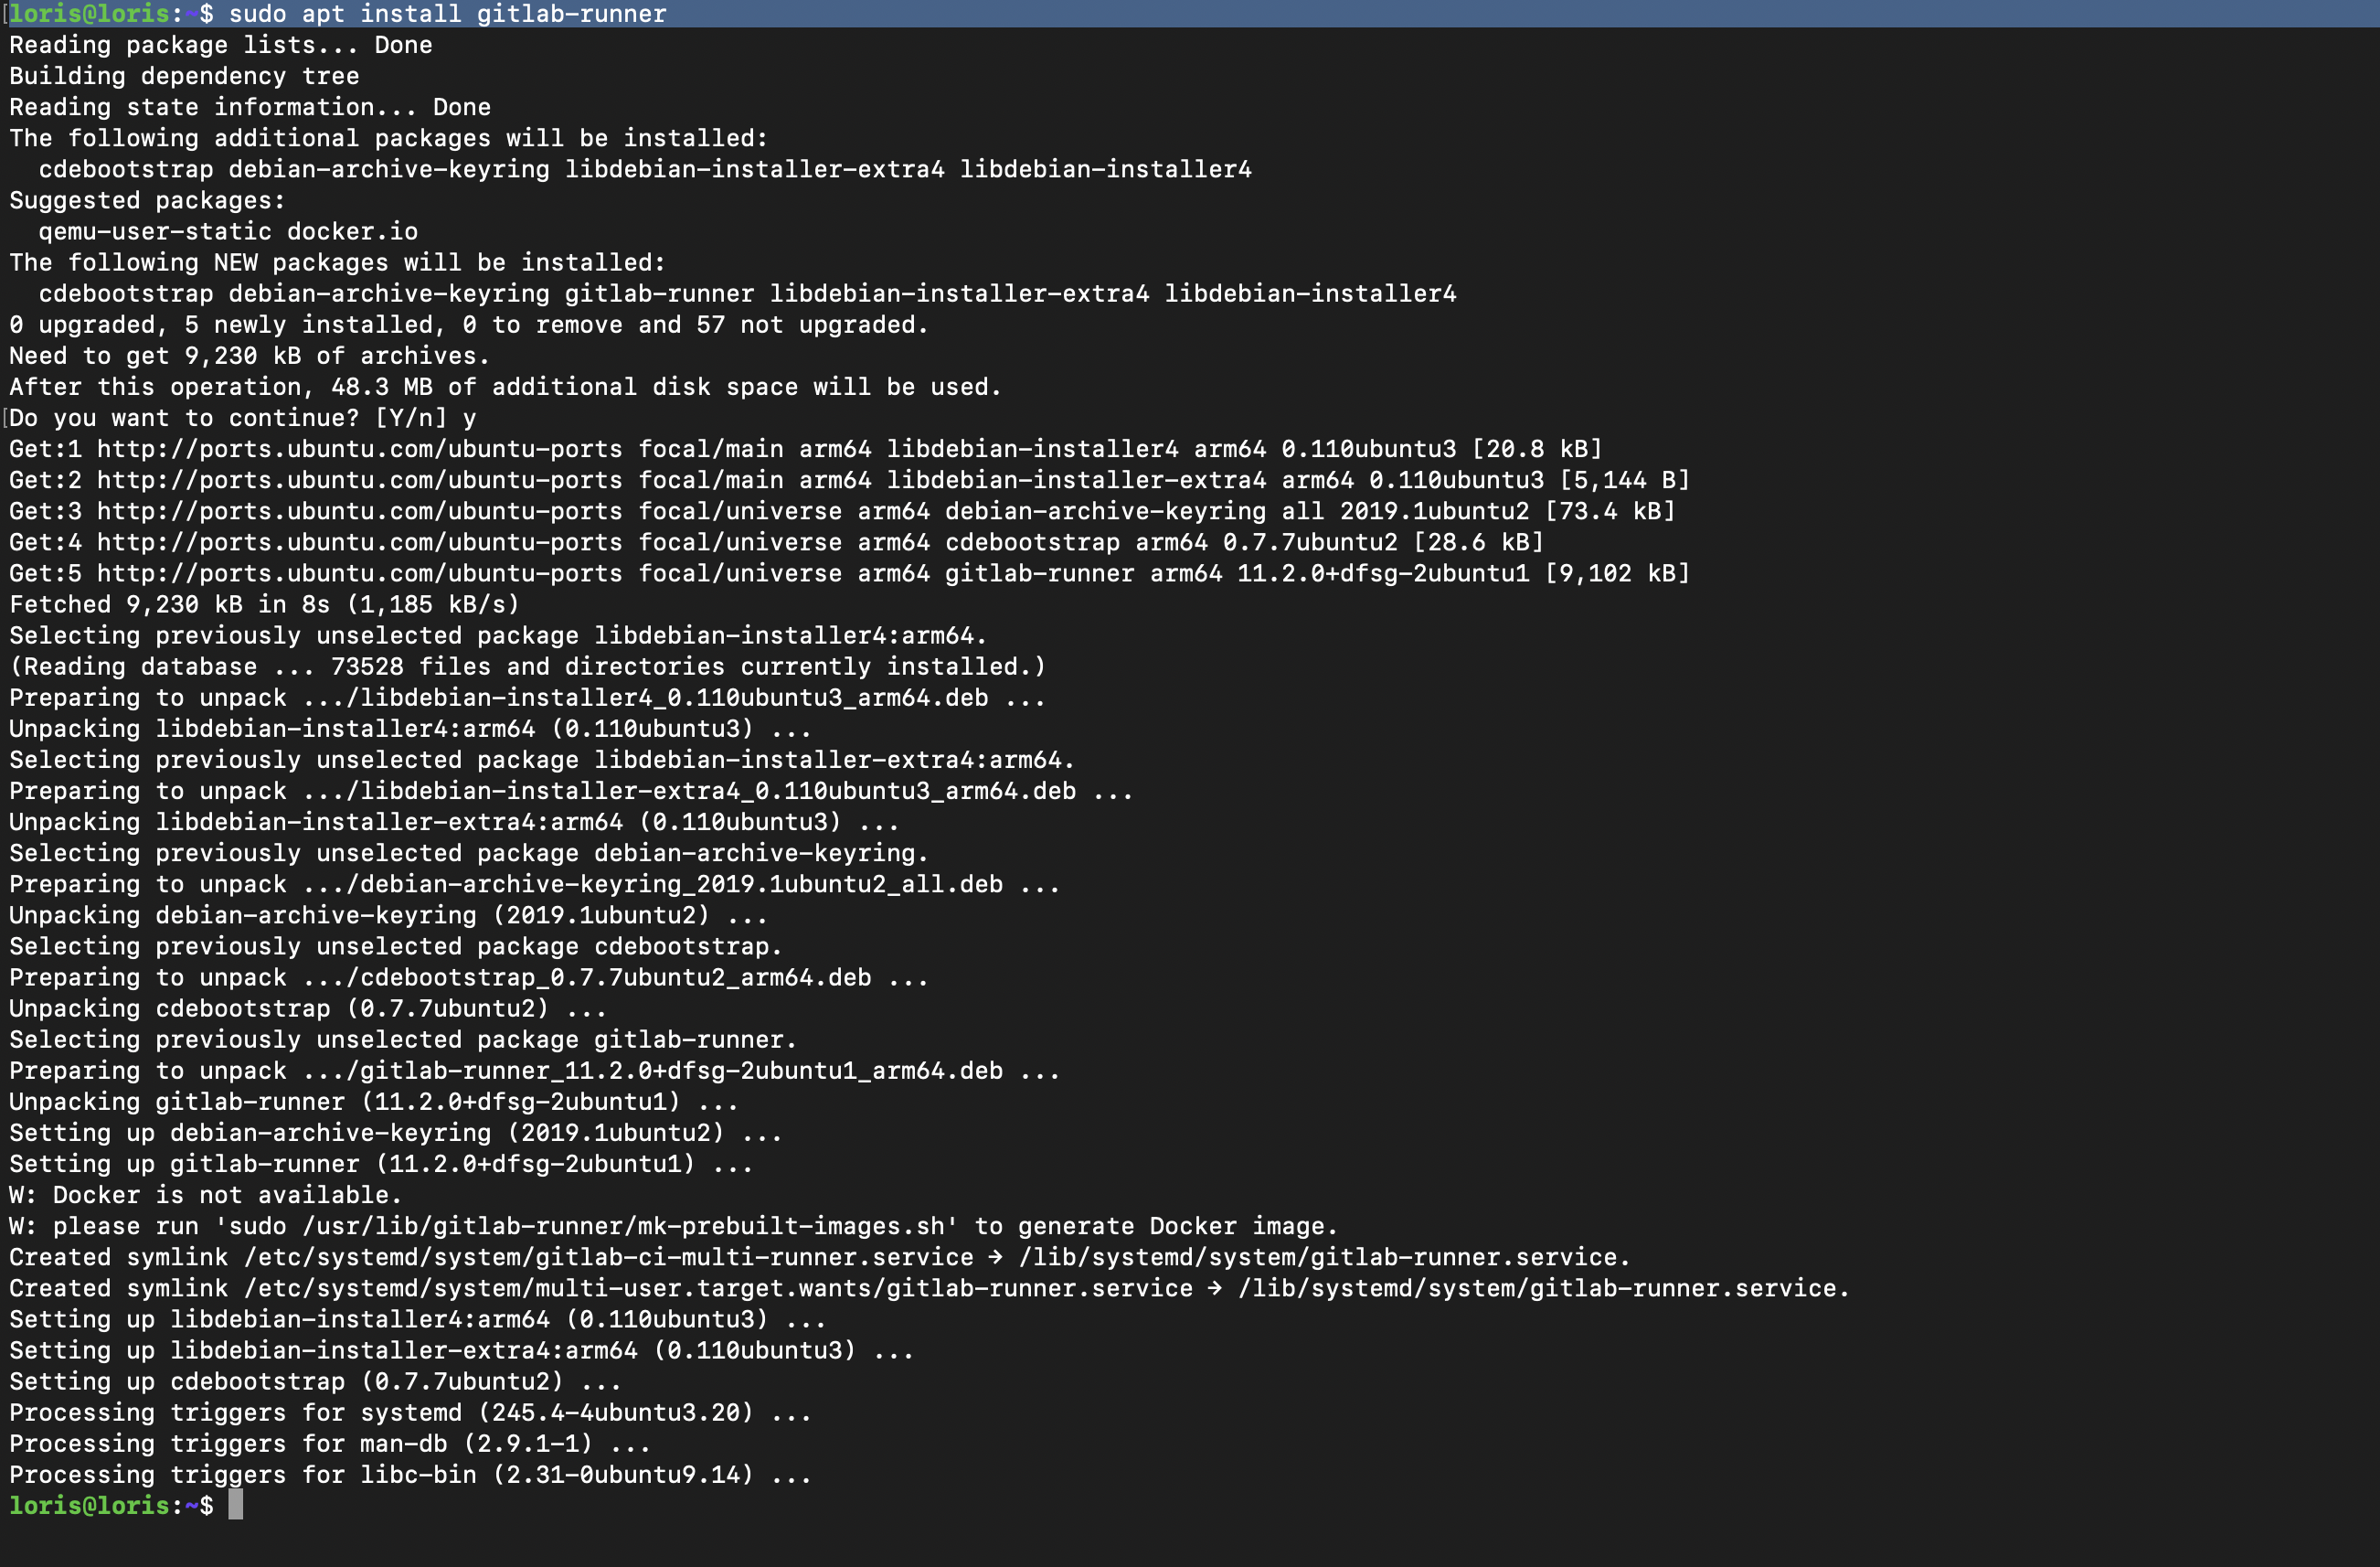 loris@loris:~$ sudo apt install gitlab-runner
Reading package lists... Done
Building dependency tree
Reading state information... Done
The following additional packages will be installed:
  cdebootstrap debian-archive-keyring libdebian-installer-extra4 libdebian-installer4
Suggested packages:
  qemu-user-static docker.io
The following NEW packages will be installed:
  cdebootstrap debian-archive-keyring gitlab-runner libdebian-installer-extra4 libdebian-installer4
0 upgraded, 5 newly installed, 0 to remove and 57 not upgraded.
Need to get 9,230 kB of archives.
After this operation, 48.3 MB of additional disk space will be used.
Do you want to continue? [Y/n] y
Get:1 http://ports.ubuntu.com/ubuntu-ports focal/main arm64 libdebian-installer4 arm64 0.110ubuntu3 [20.8 kB]
Get:2 http://ports.ubuntu.com/ubuntu-ports focal/main arm64 libdebian-installer-extra4 arm64 0.110ubuntu3 [5,144 B]
Get:3 http://ports.ubuntu.com/ubuntu-ports focal/universe arm64 debian-archive-keyring all 2019.1ubuntu2 [73.4 kB]
Get:4 http://ports.ubuntu.com/ubuntu-ports focal/universe arm64 cdebootstrap arm64 0.7.7ubuntu2 [28.6 kB]
Get:5 http://ports.ubuntu.com/ubuntu-ports focal/universe arm64 gitlab-runner arm64 11.2.0+dfsg-2ubuntu1 [9,102 kB]
Fetched 9,230 kB in 8s (1,185 kB/s)
Selecting previously unselected package libdebian-installer4:arm64.
(Reading database ... 73528 files and directories currently installed.)
Preparing to unpack .../libdebian-installer4_0.110ubuntu3_arm64.deb ...
Unpacking libdebian-installer4:arm64 (0.110ubuntu3) ...
Selecting previously unselected package libdebian-installer-extra4:arm64.
Preparing to unpack .../libdebian-installer-extra4_0.110ubuntu3_arm64.deb ...
Unpacking libdebian-installer-extra4:arm64 (0.110ubuntu3) ...
Selecting previously unselected package debian-archive-keyring.
Preparing to unpack .../debian-archive-keyring_2019.1ubuntu2_all.deb ...
Unpacking debian-archive-keyring (2019.1ubuntu2) ...
Selecting previously unselected package cdebootstrap.
Preparing to unpack .../cdebootstrap_0.7.7ubuntu2_arm64.deb ...
Unpacking cdebootstrap (0.7.7ubuntu2) ...
Selecting previously unselected package gitlab-runner.
Preparing to unpack .../gitlab-runner_11.2.0+dfsg-2ubuntu1_arm64.deb ...
Unpacking gitlab-runner (11.2.0+dfsg-2ubuntu1) ...
Setting up debian-archive-keyring (2019.1ubuntu2) ...
Setting up gitlab-runner (11.2.0+dfsg-2ubuntu1) ...
W: Docker is not available.
W: please run 'sudo /usr/lib/gitlab-runner/mk-prebuilt-images.sh' to generate Docker image.
Created symlink /etc/systemd/system/gitlab-ci-multi-runner.service → /lib/systemd/system/gitlab-runner.service.
Created symlink /etc/systemd/system/multi-user.target.wants/gitlab-runner.service → /lib/systemd/system/gitlab-runner.service.
Setting up libdebian-installer4:arm64 (0.110ubuntu3) ...
Setting up libdebian-installer-extra4:arm64 (0.110ubuntu3) ...
Setting up cdebootstrap (0.7.7ubuntu2) ...
Processing triggers for systemd (245.4-4ubuntu3.20) ...
Processing triggers for man-db (2.9.1-1) ...
Processing triggers for libc-bin (2.31-0ubuntu9.14) ...
loris@loris:~$